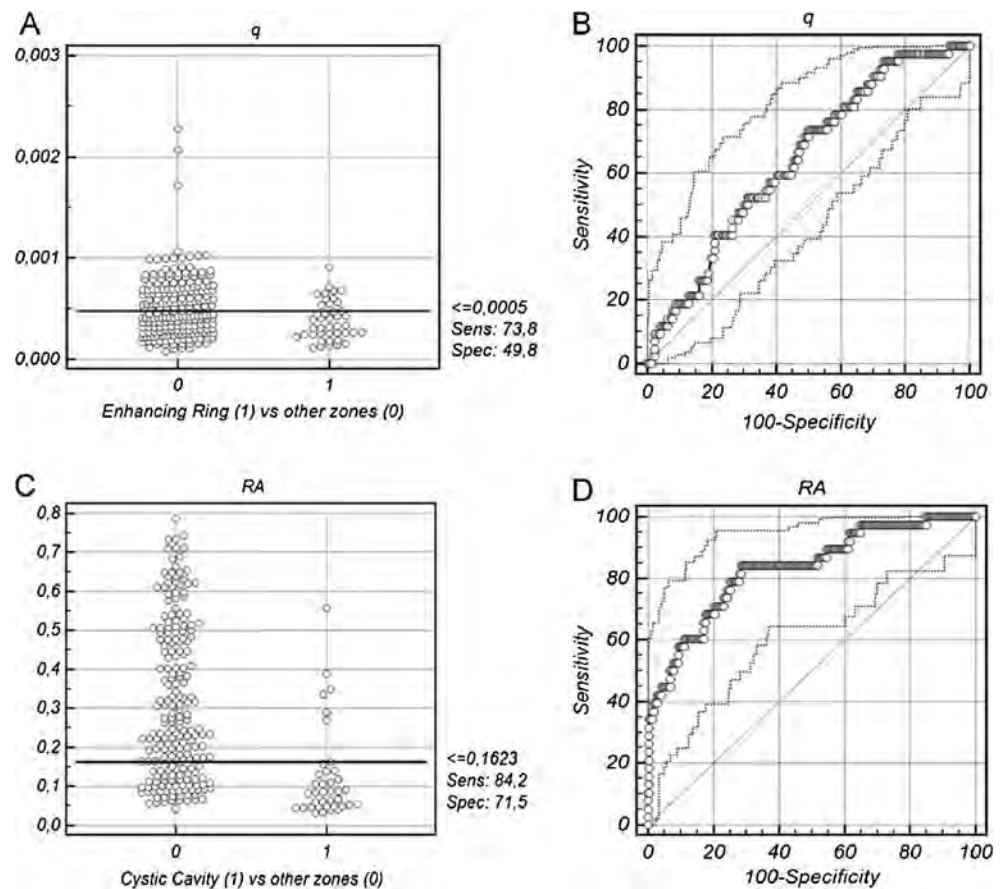 A
q
0,003
0,002
0,001
0,000
0 1
Enhancing Ring (1) vs other zones (0)
<=0,0005
Sens: 73,8
Spec: 49,8
B
q
Sensitivity
100
80
60
40
20
0
0 20 40 60 80 100
100-Specificity
C
RA
0,8
0,7
0,6
0,5
0,4
0,3
0,2
0,1
0,0
0 1
Cystic Cavity (1) vs other zones (0)
<=0,1623
Sens: 84,2
Spec: 71,5
D
RA
Sensitivity
100
80
60
40
20
0
0 20 40 60 80 100
100-Specificity